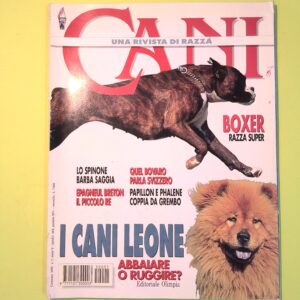 CANI
UNA RIVISTA DI RAZZA
BOXER
RAZZA SUPER
LO SPINONE
BARBA SAGGIA
QUEL BOVARO
PARLA SVIZZERO
EPAGNEUL BRETON
IL PICCOLO RE
PAPILLON E PHALENE
COPPIA DA GREMBO
I CANI LEONE
ABBAIARE
O RUGGIRE?
Editoriale Olimpia